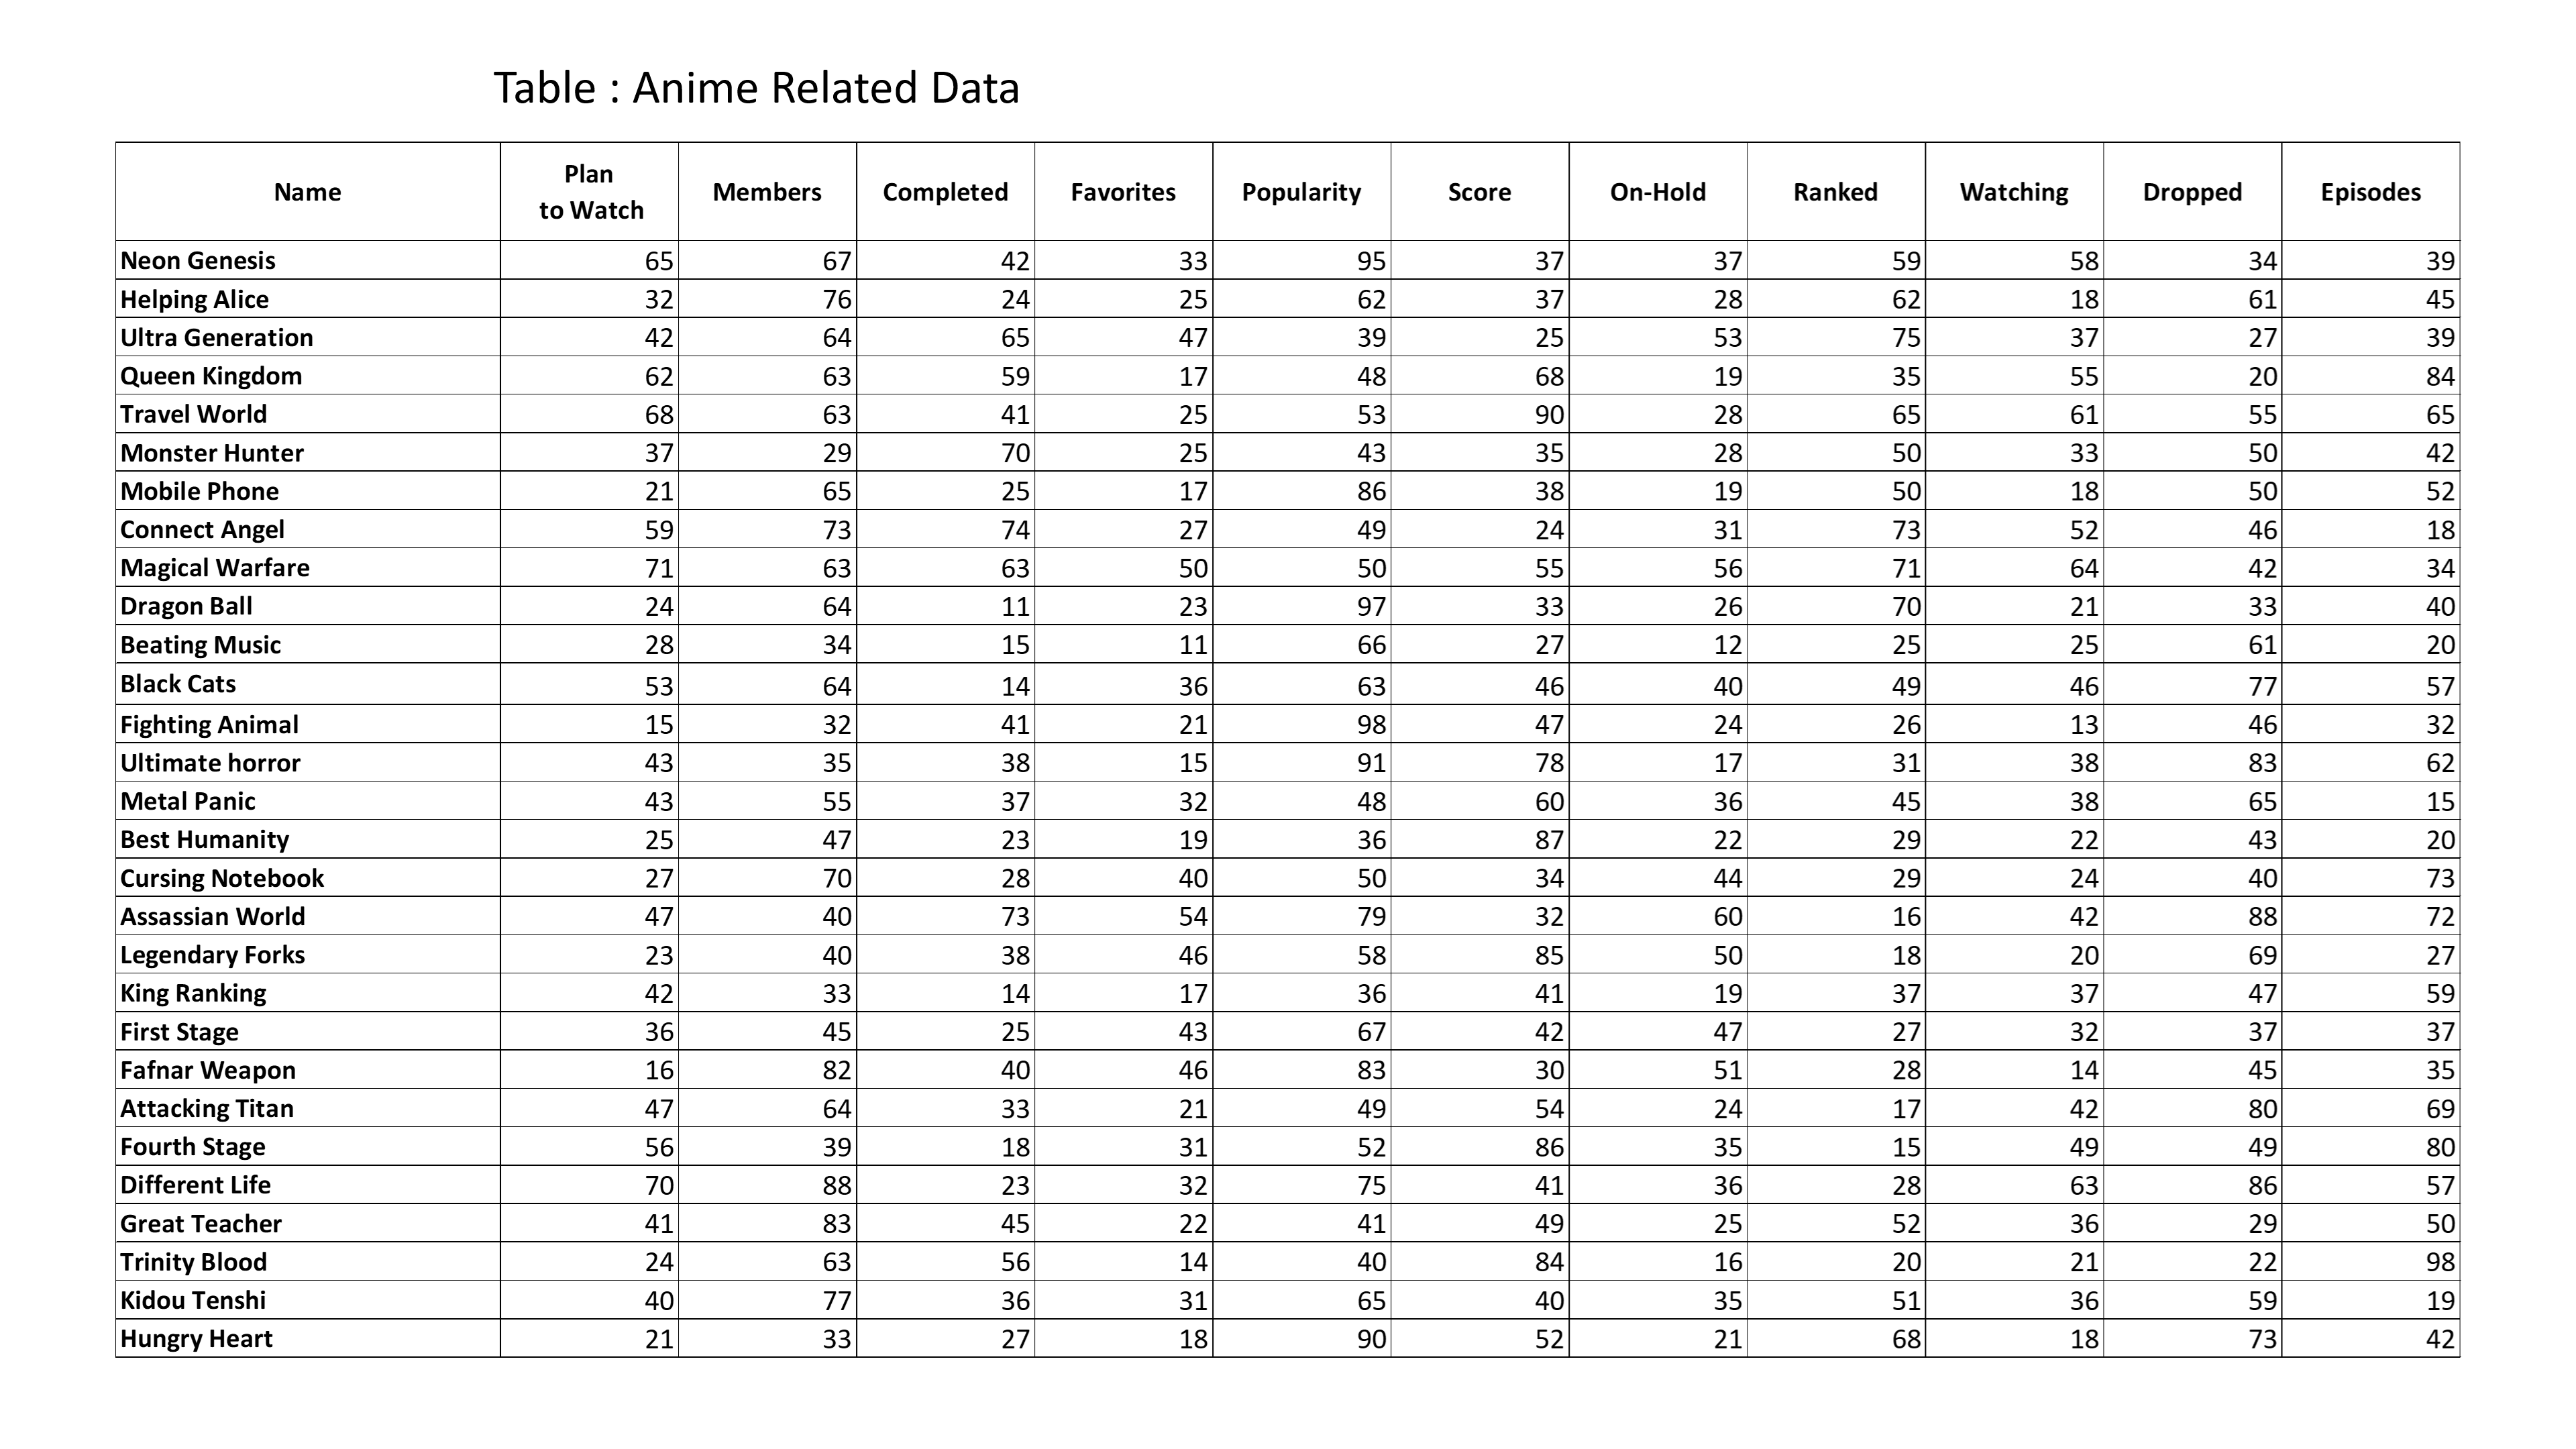 Table : Anime Related Data
Name Plan to Watch Members Completed Favorites Popularity Score On-Hold Ranked Watching Dropped Episodes
Neon Genesis 65 67 42 33 95 37 37 59 58 34 39
Helping Alice 32 76 24 25 62 37 28 62 18 61 45
Ultra Generation 42 64 65 47 39 25 53 75 37 27 39
Queen Kingdom 62 63 59 17 48 68 19 35 55 20 84
Travel World 68 63 41 25 53 90 28 65 61 55 65
Monster Hunter 37 29 70 25 43 35 28 50 33 50 42
Mobile Phone 21 65 25 17 86 38 19 50 18 50 52
Connect Angel 59 73 74 27 49 24 31 73 52 46 18
Magical Warfare 71 63 63 50 50 55 56 71 64 42 34
Dragon Ball 24 64 11 23 97 33 26 70 21 33 40
Beating Music 28 34 15 11 66 27 12 25 25 61 20
Black Cats 53 64 14 36 63 46 40 49 46 77 57
Fighting Animal 15 32 41 21 98 47 24 26 13 46 32
Ultimate horror 43 35 38 15 91 78 17 31 38 83 62
Metal Panic 43 55 37 32 48 60 36 45 38 65 15
Best Humanity 25 47 23 19 36 87 22 29 22 43 20
Cursing Notebook 27 70 28 40 50 34 44 29 24 40 73
Assassian World 47 40 73 54 79 32 60 16 42 88 72
Legendary Forks 23 40 38 46 58 85 50 18 20 69 27
King Ranking 42 33 14 17 36 41 19 37 37 47 59
First Stage 36 45 25 43 67 42 47 27 32 37 37
Fafnar Weapon 16 82 40 46 83 30 51 28 14 45 35
Attacking Titan 47 64 33 21 49 54 24 17 42 80 69
Fourth Stage 56 39 18 31 52 86 35 15 49 49 80
Different Life 70 88 23 32 75 41 36 28 63 86 57
Great Teacher 41 83 45 22 41 49 25 52 36 29 50
Trinity Blood 24 63 56 14 40 84 16 20 21 22 98
Kidou Tenshi 40 77 36 31 65 40 35 51 36 59 19
Hungry Heart 21 33 27 18 90 52 21 68 18 73 42